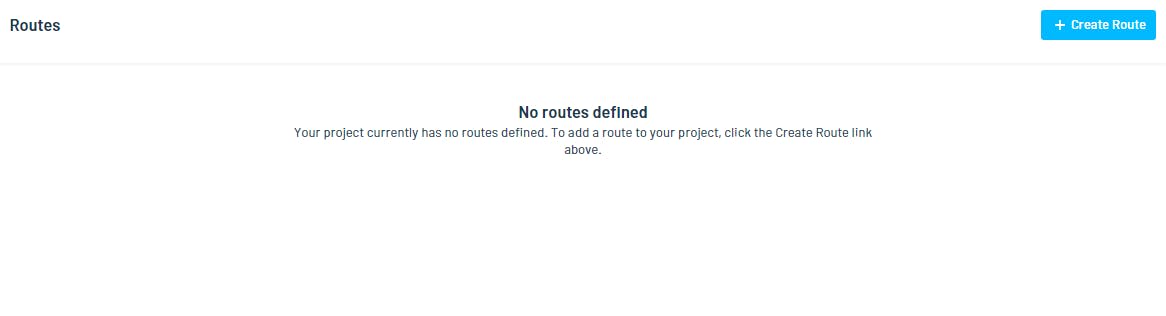 Routes
+ Create Route
No routes defined
Your project currently has no routes defined. To add a route to your project, click the Create Route link
above.